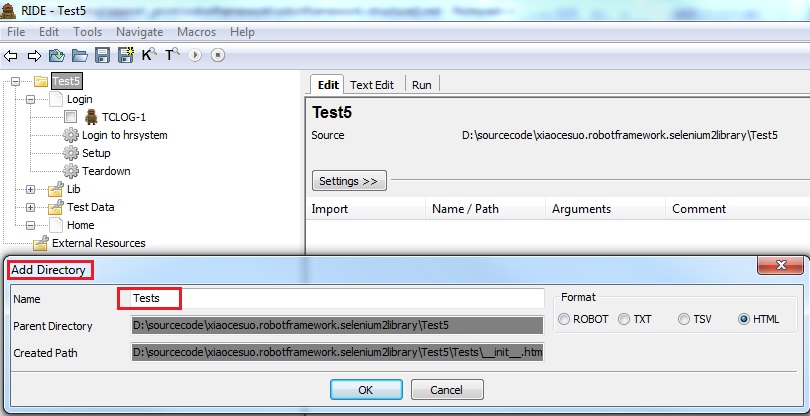 RIDE - Test5
File Edit Tools Navigate Macros Help
K T
Test5
Login
TCLOG-1
Login to hrsystem
Setup
Teardown
Lib
Test Data
Home
External Resources
Edit Text Edit Run
Test5
Source D:\sourcecode\xiaocesuo.robotframework.selenium2library\Test5
Settings >>
Import Name / Path Arguments Comment
Add Directory
Name Tests
Parent Directory D:\sourcecode\xiaocesuo.robotframework.selenium2library\Test5
Created Path D:\sourcecode\xiaocesuo.robotframework.selenium2library\Test5\Tests\__init__.htm
Format
ROBOT TXT TSV HTML
OK Cancel